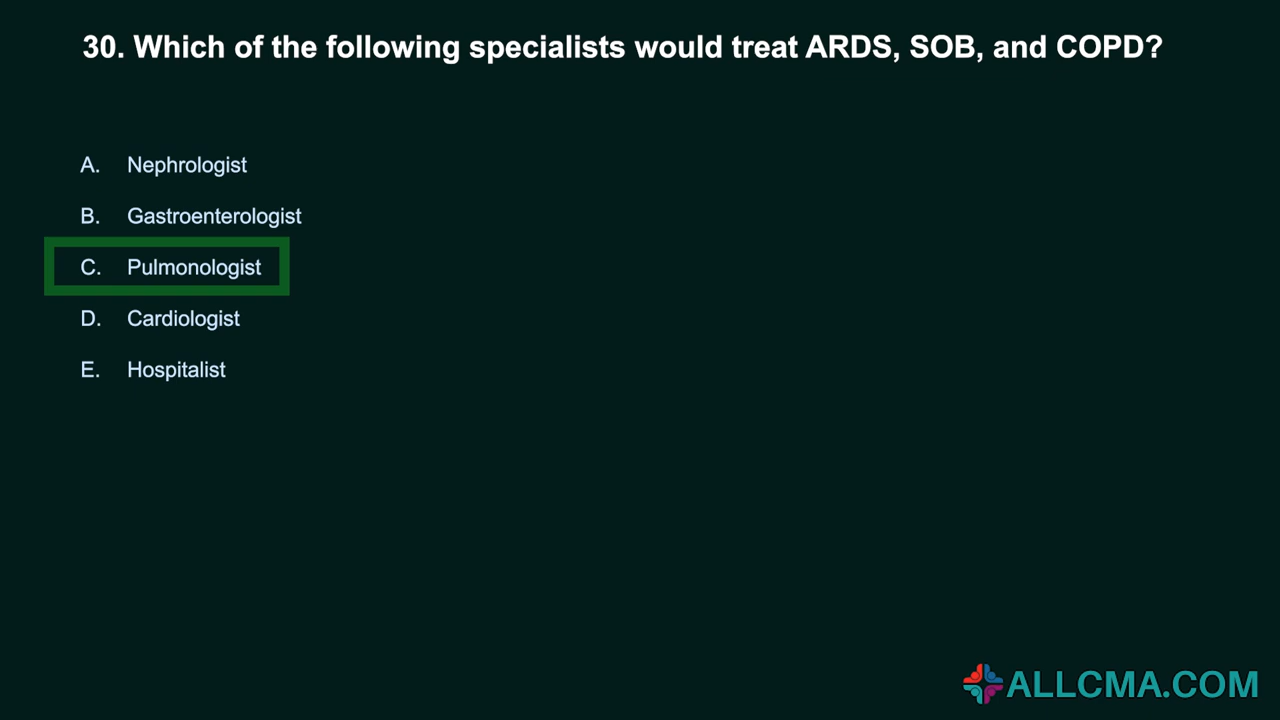 30. Which of the following specialists would treat ARDS, SOB, and COPD?
A. Nephrologist
B. Gastroenterologist
C. Pulmonologist
D. Cardiologist
E. Hospitalist
ALLCMA.COM